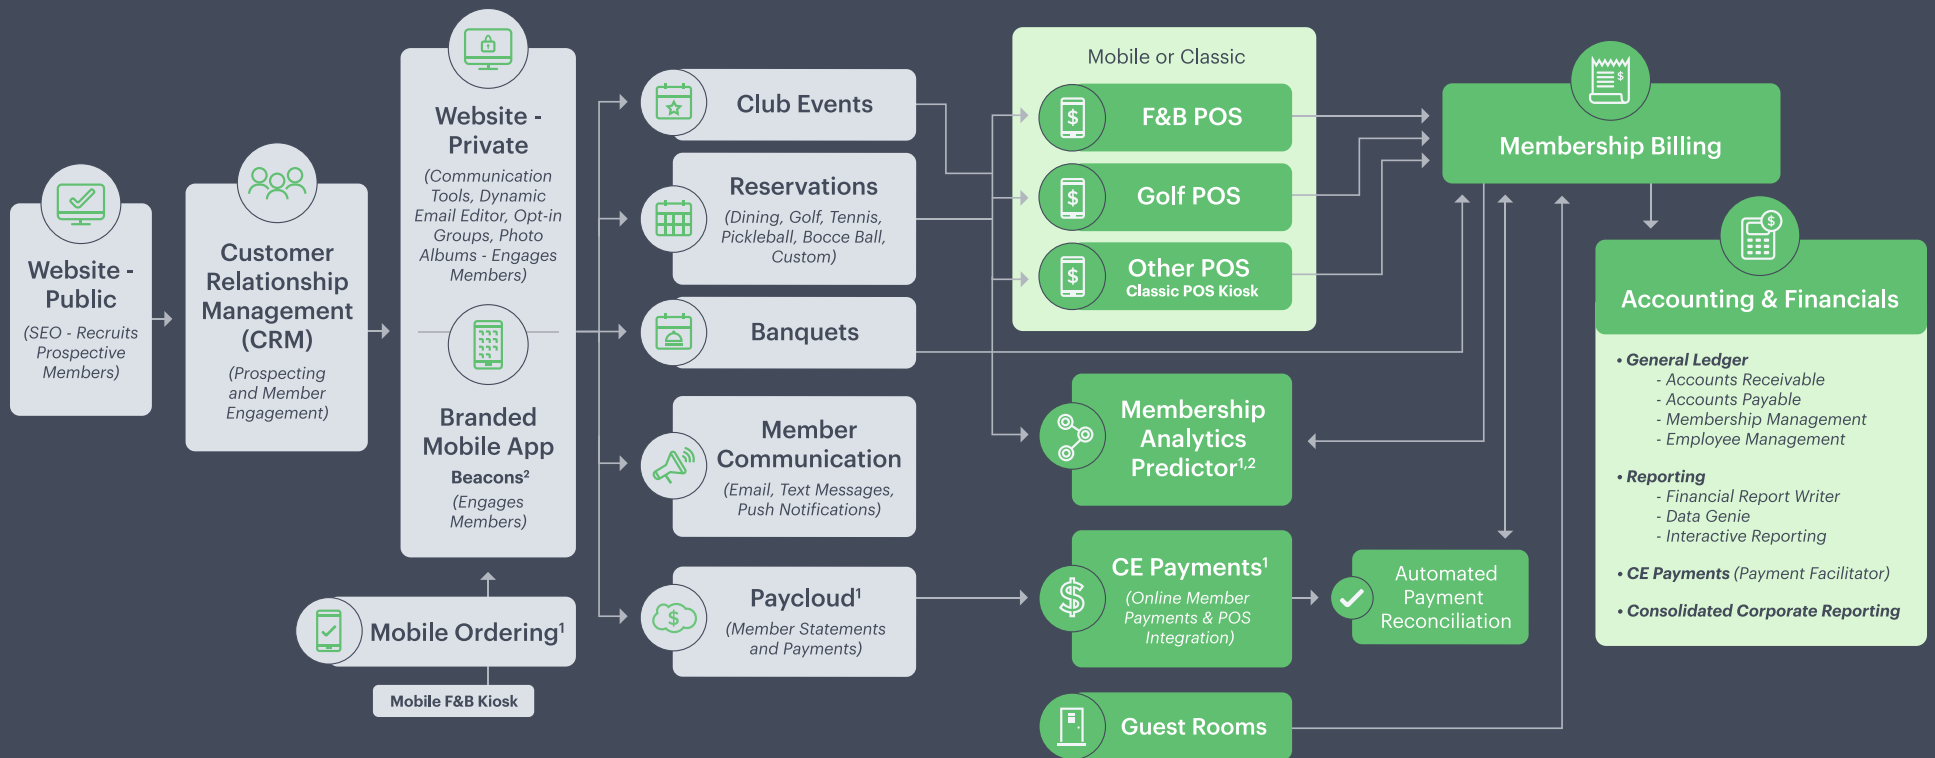 Website -
Public
(SEO - Recruits
Prospective
Members)
Customer
Relationship
Management
(CRM)
(Prospecting
and Member
Engagement)
Website -
Private
(Communication
Tools, Dynamic
Email Editor, Opt-in
Groups, Photo
Albums - Engages
Members)
Branded
Mobile App
Beacons²
(Engages
Members)
Mobile Ordering¹
Mobile F&B Kiosk
Club Events
Reservations
(Dining, Golf, Tennis,
Pickleball, Bocce Ball,
Custom)
Banquets
Member
Communication
(Email, Text Messages,
Push Notifications)
Paycloud¹
$
(Member Statements
and Payments)
Mobile or Classic
$
F&B POS
$
Golf POS
$
Other POS
Classic POS Kiosk
Membership
Analytics
Predictor¹,²
$
CE Payments¹
(Online Member
Payments & POS
Integration)
Automated
Payment
Reconciliation
Guest Rooms
$
Membership Billing
$
Accounting & Financials
• General Ledger
- Accounts Receivable
- Accounts Payable
- Membership Management
- Employee Management
• Reporting
- Financial Report Writer
- Data Genie
- Interactive Reporting
• CE Payments (Payment Facilitator)
• Consolidated Corporate Reporting